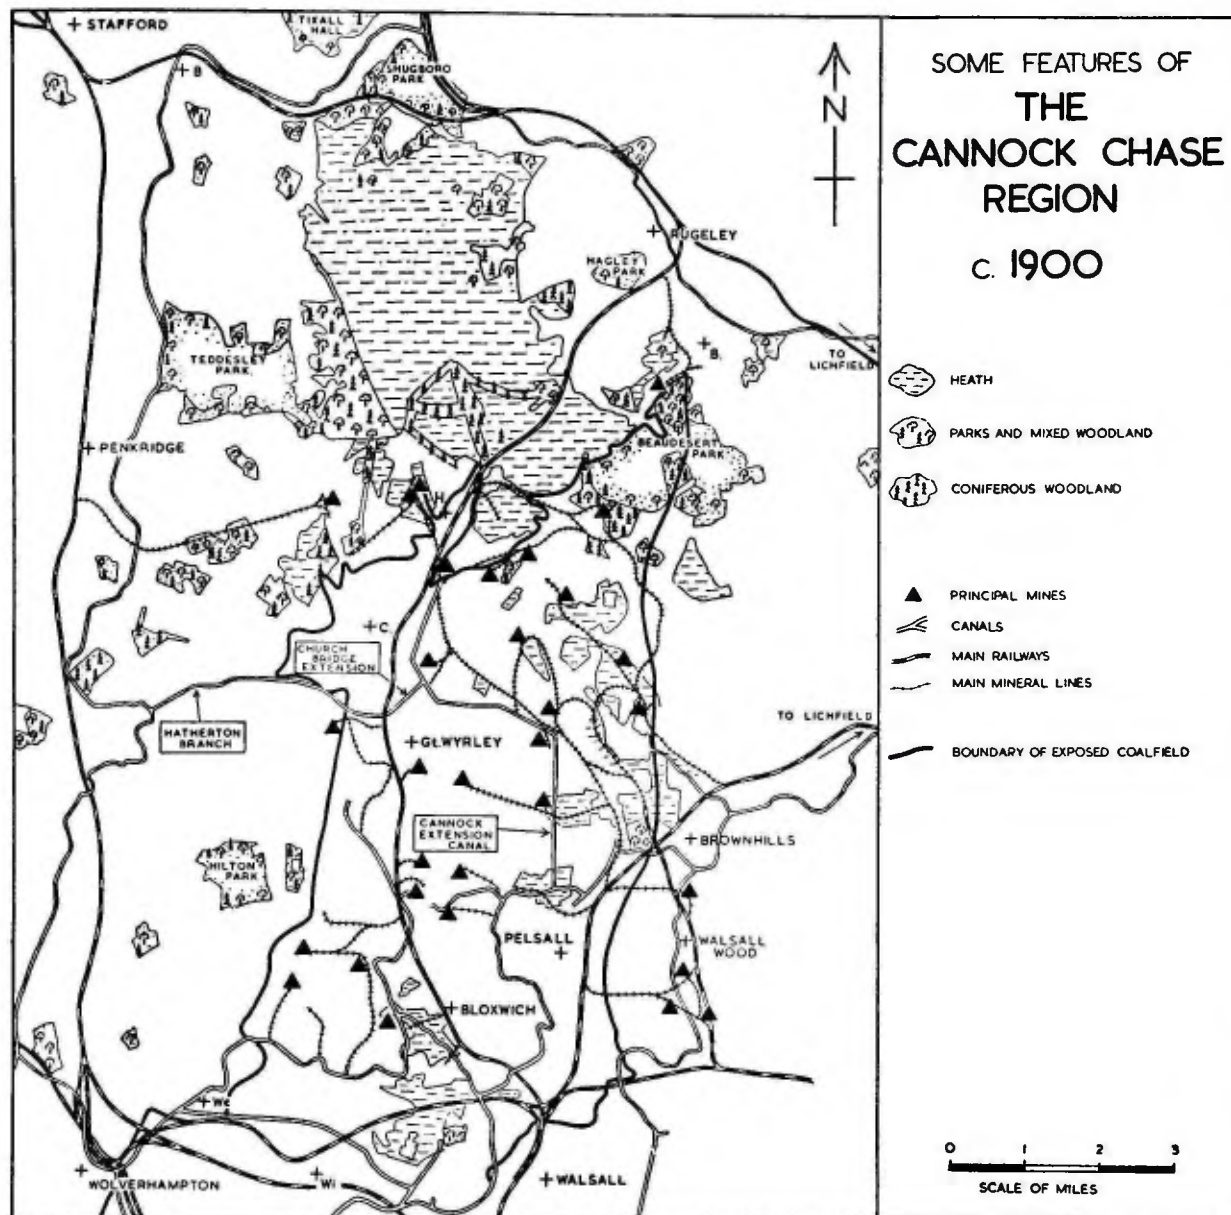 STAFFORD
TIXALL
HALL
B
SHUGBORO
PARK
N
RUGELEY
HAGLEY
PARK
TEDDESLEY
PARK
B.
TO
LICHFIELD
PENKRIDGE
BEAUDESERT
PARK
H
C
CHURCH
BRIDGE
EXTENSION
HATHERTON
BRANCH
Gt.WYRLEY
TO LICHFIELD
CANNOCK
EXTENSION
CANAL
BROWNHILLS
HILTON
PARK
PELSALL
WALSALL
WOOD
BLOXWICH
We
WOLVERHAMPTON
Wi
WALSALL
SOME FEATURES OF
THE
CANNOCK CHASE
REGION
C. 1900
HEATH
PARKS AND MIXED WOODLAND
CONIFEROUS WOODLAND
PRINCIPAL MINES
CANALS
MAIN RAILWAYS
MAIN MINERAL LINES
BOUNDARY OF EXPOSED COALFIELD
0 1 2 3
SCALE OF MILES